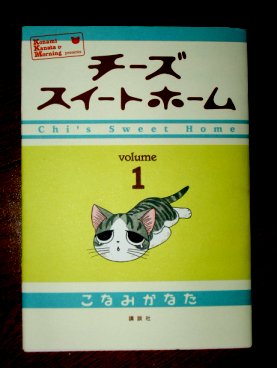 Konami
Kanata e
Morning presents
チーズ
スイートホーム
Chi's Sweet Home
volume
1
こなみかなた
講談社